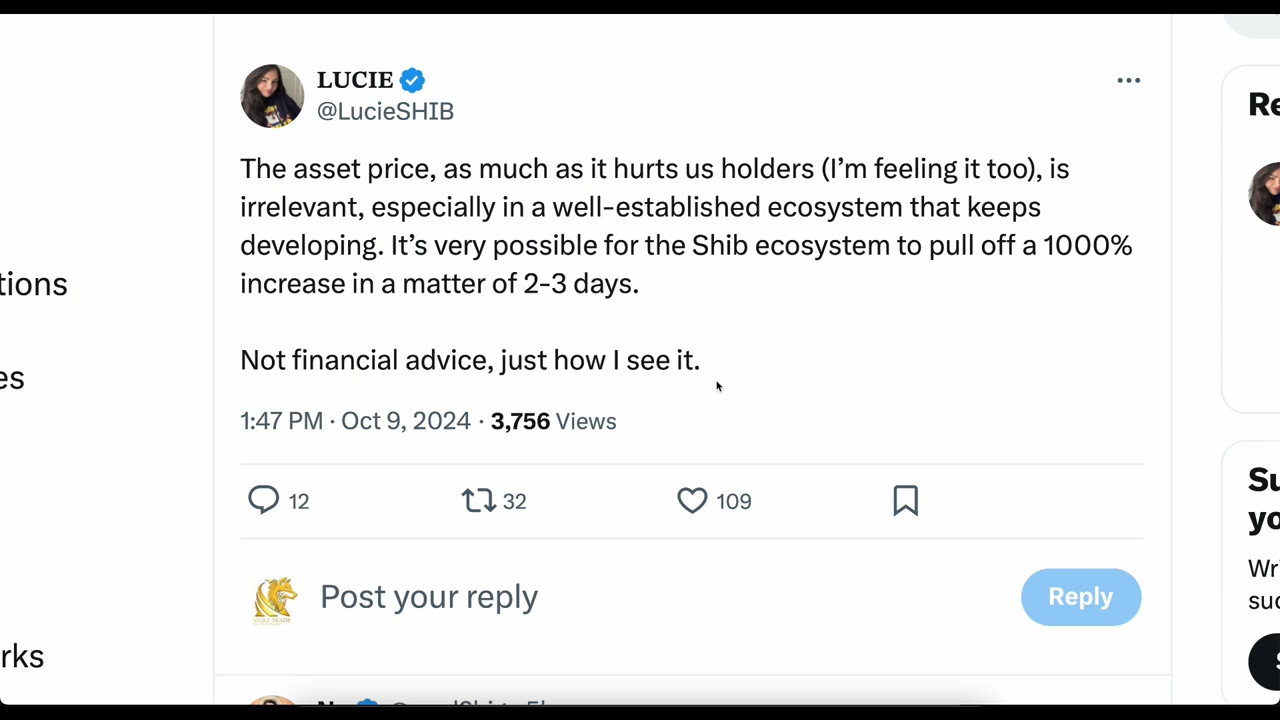 LUCIE
@LucieSHIB
The asset price, as much as it hurts us holders (I’m feeling it too), is
irrelevant, especially in a well-established ecosystem that keeps
developing. It’s very possible for the Shib ecosystem to pull off a 1000%
increase in a matter of 2-3 days.
Not financial advice, just how I see it.
1:47 PM · Oct 9, 2024 · 3,756 Views
12 32 109
Post your reply
Reply
tions
es
rks
Re
Su
yo
Wr
suc